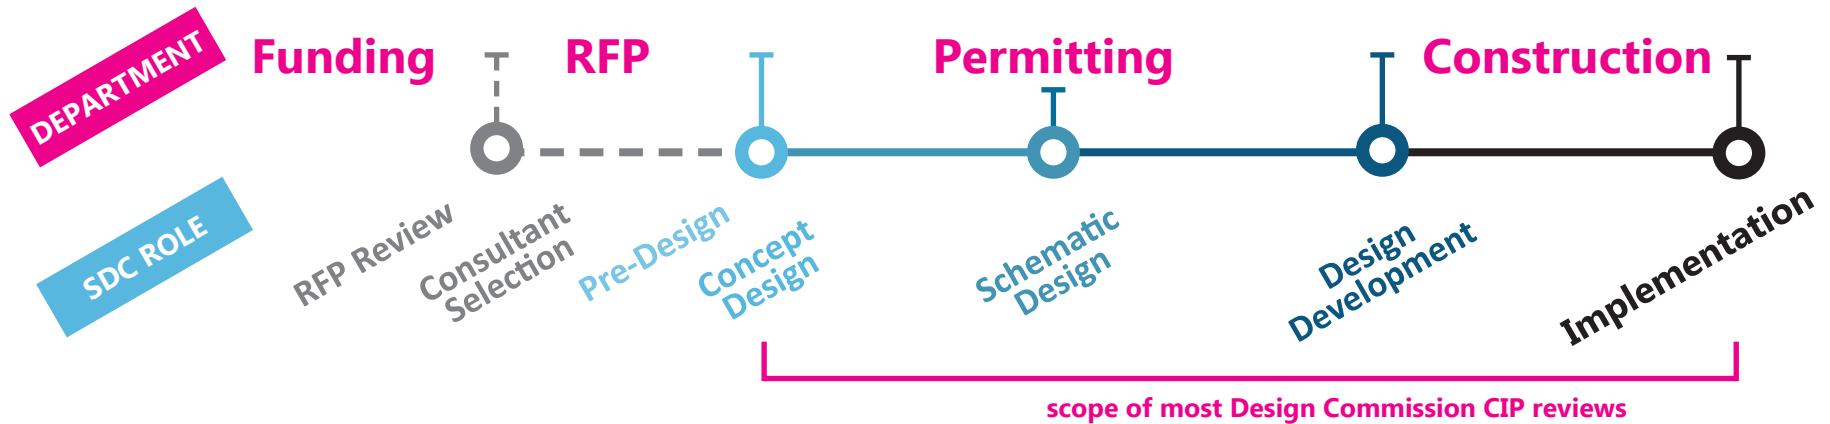 DEPARTMENT
Funding
RFP
Permitting
Construction
SDC ROLE
RFP Review
Consultant
Selection
Pre-Design
Concept
Design
Schematic
Design
Design
Development
Implementation
scope of most Design Commission CIP reviews